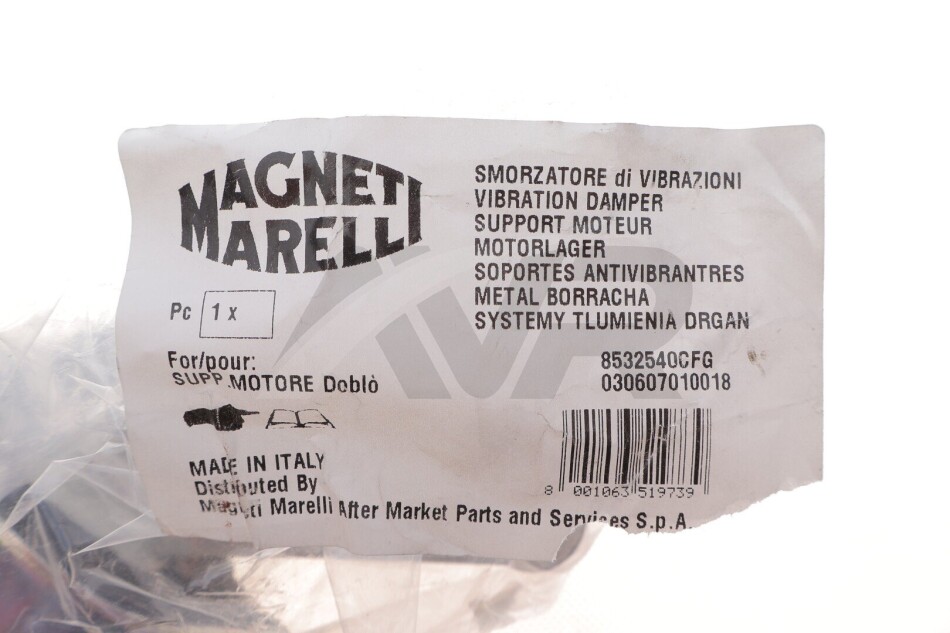 MAGNETI
MARELLI
Pc 1 x
For/pour:
SUPP.MOTORE Doblò
MADE IN ITALY
Distributed By
Magneti Marelli After Market Parts and Services S.p.A.
SMORZATORE di VIBRAZIONI
VIBRATION DAMPER
SUPPORT MOTEUR
MOTORLAGER
SOPORTES ANTIVIBRANTRES
METAL BORRACHA
SYSTEMY TLUMIENIA DRGAN
8532540CFG
030607010018
8 001063 519739